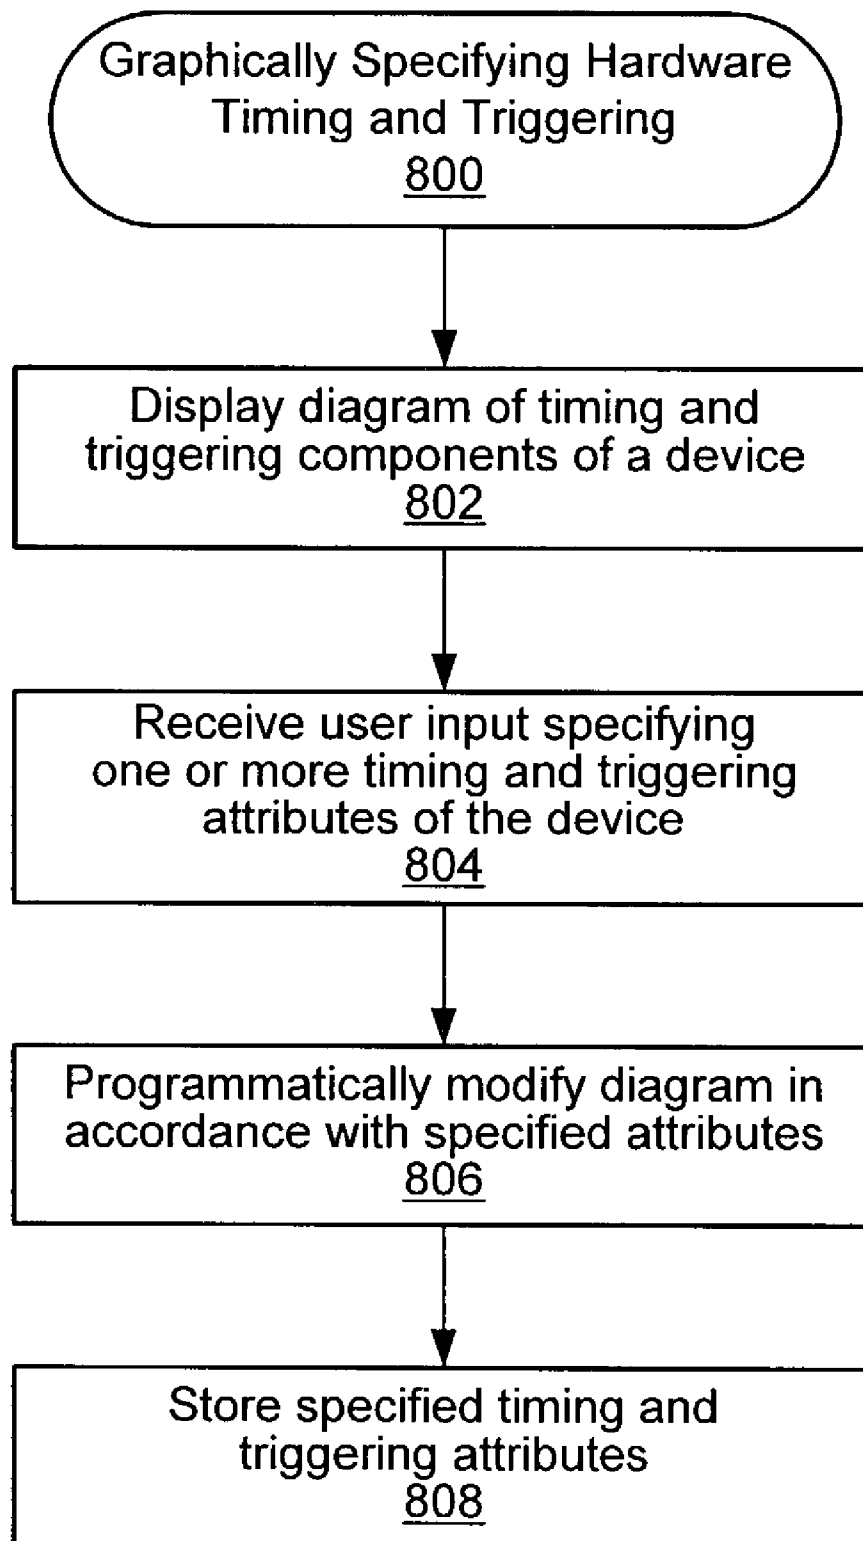 Graphically Specifying Hardware
Timing and Triggering
800
Display diagram of timing and
triggering components of a device
802
Receive user input specifying
one or more timing and triggering
attributes of the device
804
Programmatically modify diagram in
accordance with specified attributes
806
Store specified timing and
triggering attributes
808